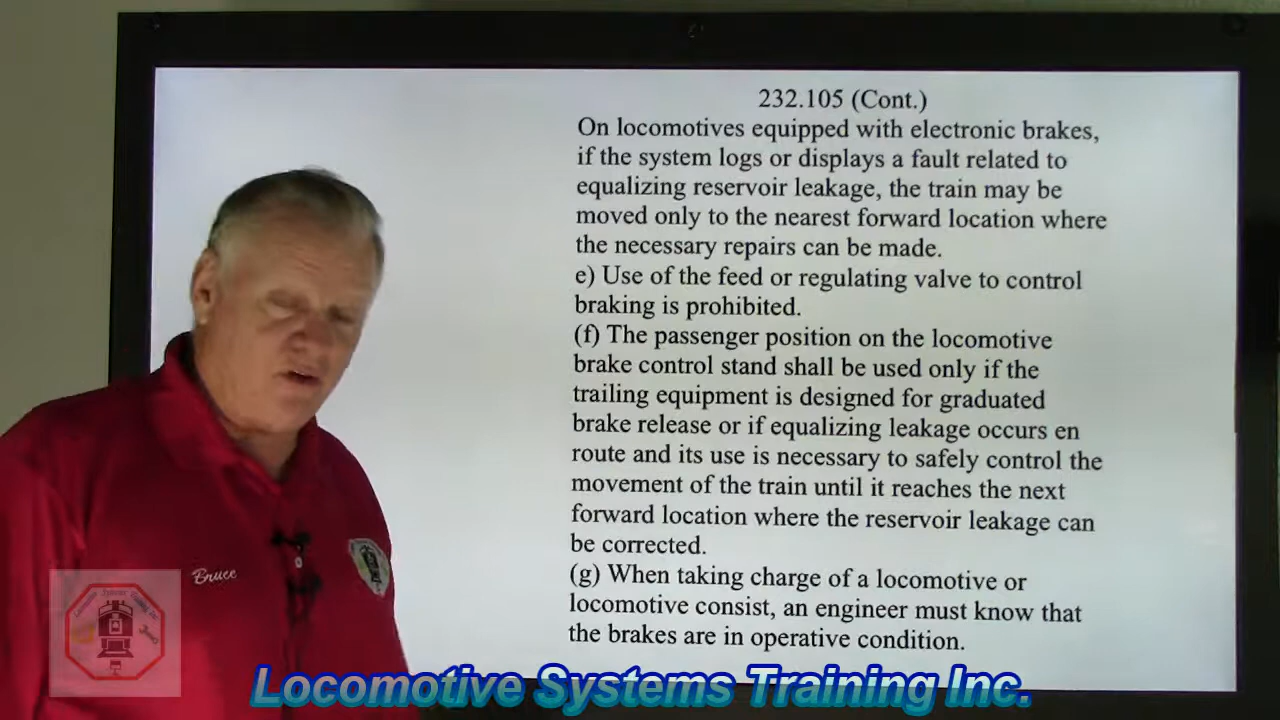 232.105 (Cont.)
On locomotives equipped with electronic brakes,
if the system logs or displays a fault related to
equalizing reservoir leakage, the train may be
moved only to the nearest forward location where
the necessary repairs can be made.
e) Use of the feed or regulating valve to control
braking is prohibited.
(f) The passenger position on the locomotive
brake control stand shall be used only if the
trailing equipment is designed for graduated
brake release or if equalizing leakage occurs en
route and its use is necessary to safely control the
movement of the train until it reaches the next
forward location where the reservoir leakage can
be corrected.
(g) When taking charge of a locomotive or
locomotive consist, an engineer must know that
the brakes are in operative condition.
Bruce
Locomotive Systems Training Inc.